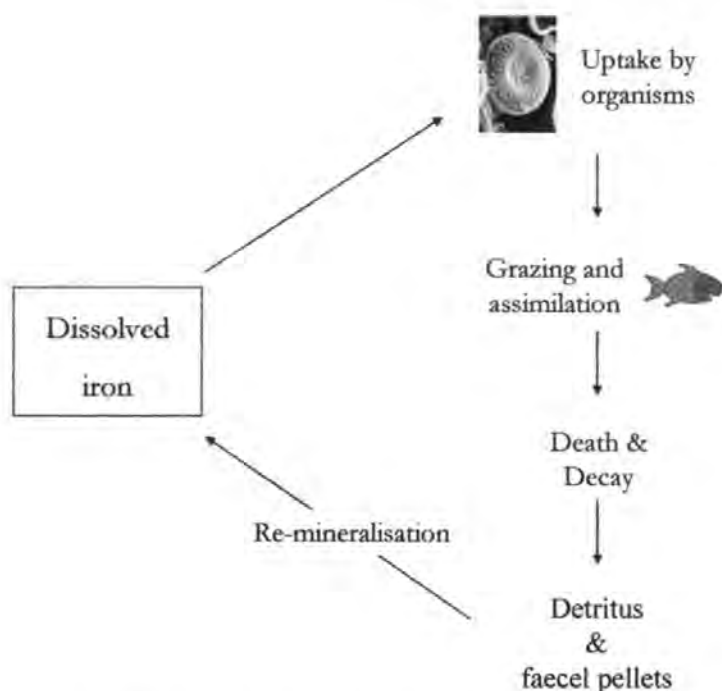 Uptake by
organisms
Grazing and
assimilation
Dissolved
iron
Death &
Decay
Re-mineralisation
Detritus
&
faecel pellets